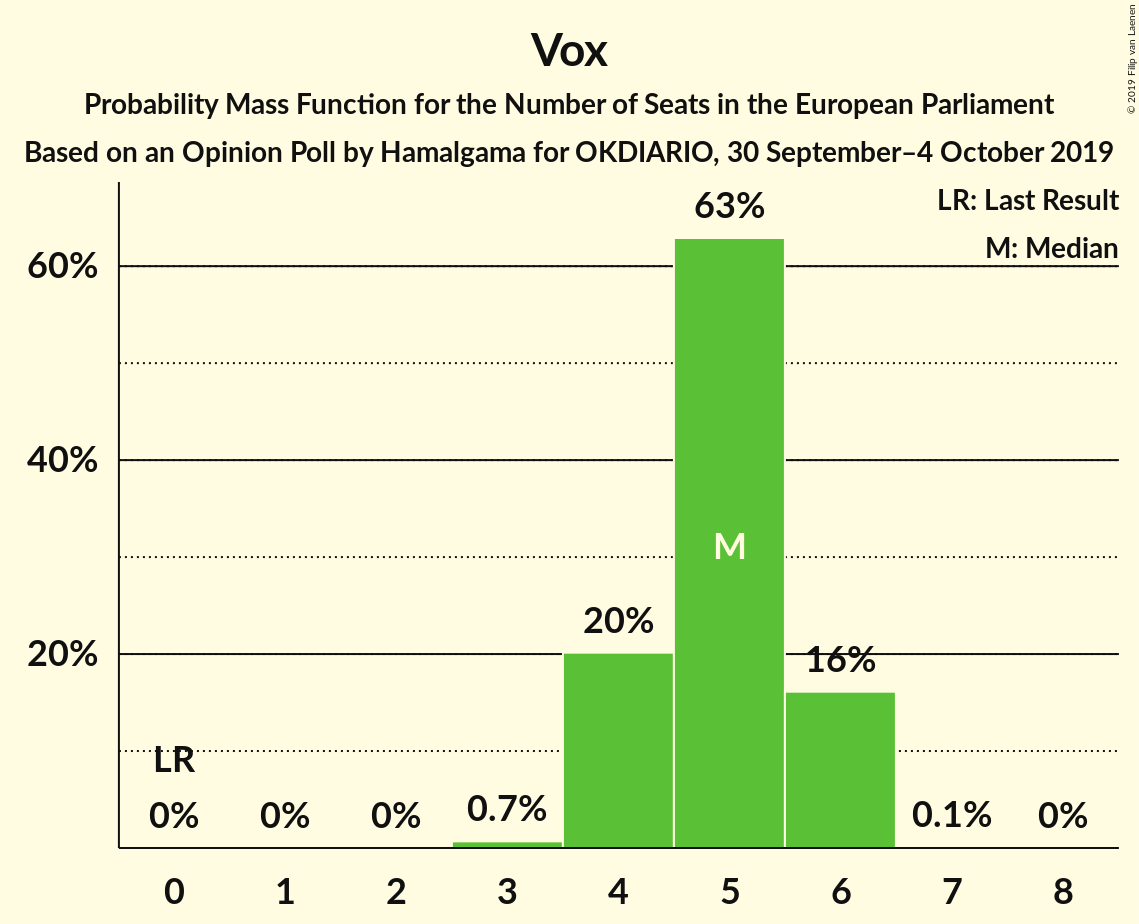 Vox
Probability Mass Function for the Number of Seats in the European Parliament
Based on an Opinion Poll by Hamalgama for OKDIARIO, 30 September–4 October 2019
© 2019 Filip van Laenen
LR: Last Result
M: Median
60%
40%
20%
LR
0%
0%
0%
0.7%
20%
63%
M
16%
0.1%
0%
0 1 2 3 4 5 6 7 8